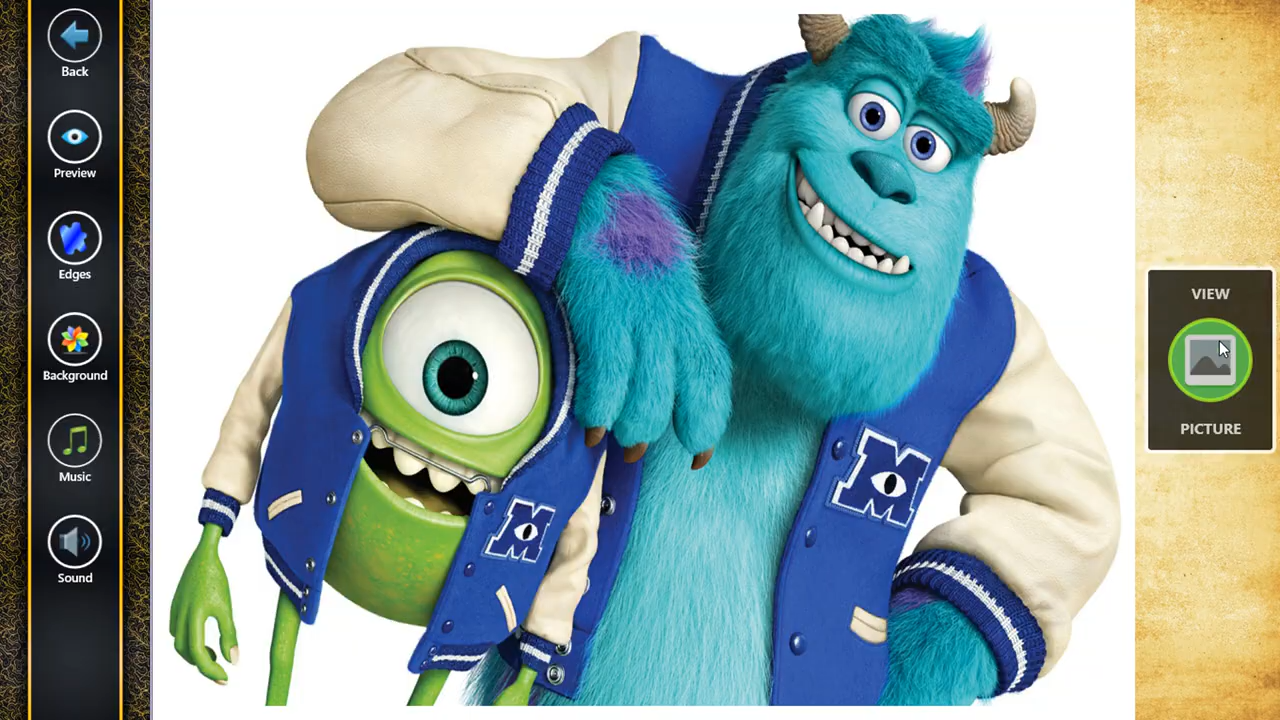 Back
Preview
Edges
Background
Music
Sound
M
M
VIEW
PICTURE